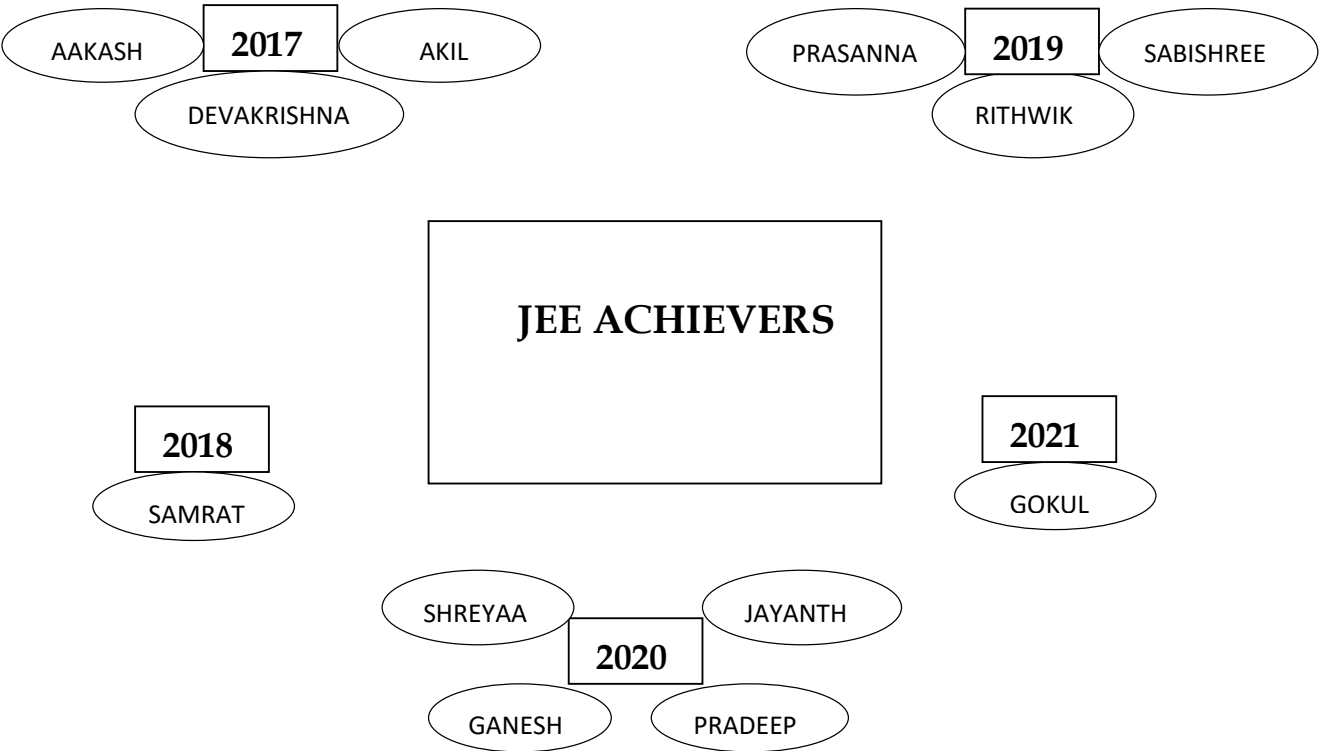 AAKASH
2017
AKIL
DEVAKRISHNA
PRASANNA
2019
SABISHREE
RITHWIK
JEE ACHIEVERS
2018
SAMRAT
2021
GOKUL
SHREYAA
JAYANTH
2020
GANESH
PRADEEP